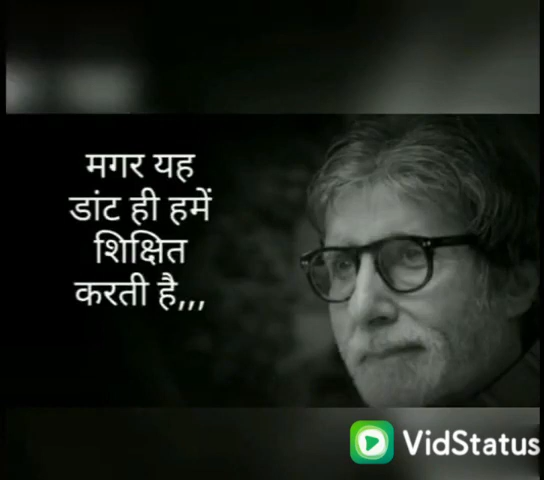 मगर यह
डांट ही हमें
शिक्षित
करती है,,,
VidStatus